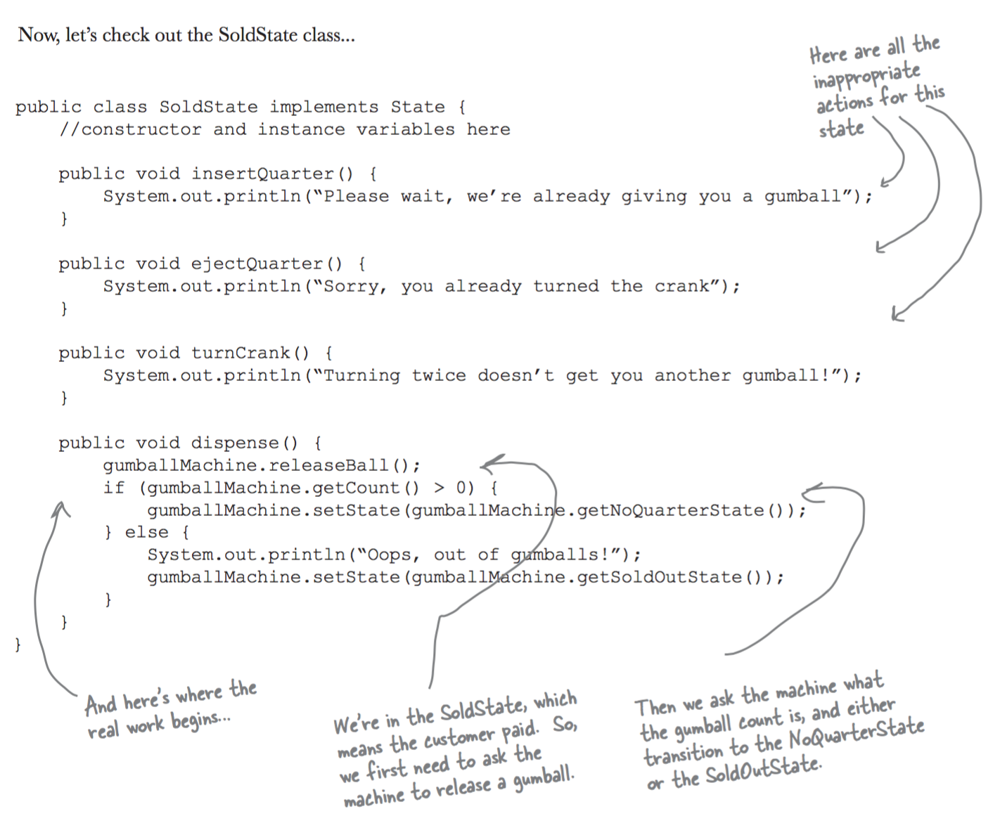 Now, let’s check out the SoldState class...
Here are all the
inappropriate
actions for this
state
public class SoldState implements State {
//constructor and instance variables here
public void insertQuarter() {
System.out.println(“Please wait, we’re already giving you a gumball”);
}
public void ejectQuarter() {
System.out.println(“Sorry, you already turned the crank”);
}
public void turnCrank() {
System.out.println(“Turning twice doesn’t get you another gumball!”);
}
public void dispense() {
gumballMachine.releaseBall();
if (gumballMachine.getCount() > 0) {
gumballMachine.setState(gumballMachine.getNoQuarterState());
} else {
System.out.println(“Oops, out of gumballs!”);
gumballMachine.setState(gumballMachine.getSoldOutState());
}
}
}
And here’s where the
real work begins...
We’re in the SoldState, which
means the customer paid. So,
we first need to ask the
machine to release a gumball.
Then we ask the machine what
the gumball count is, and either
transition to the NoQuarterState
or the SoldOutState.